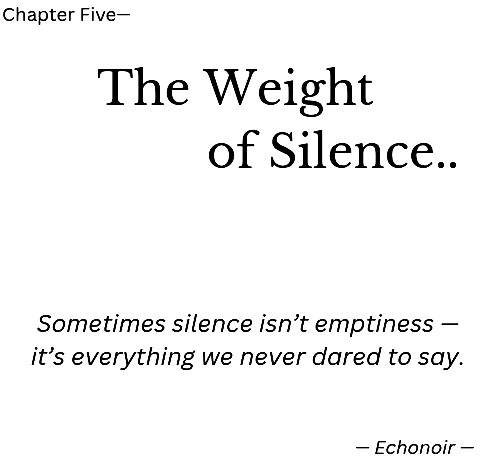 Chapter Five—
The Weight
of Silence..
Sometimes silence isn’t emptiness —
it’s everything we never dared to say.
— Echonoir —